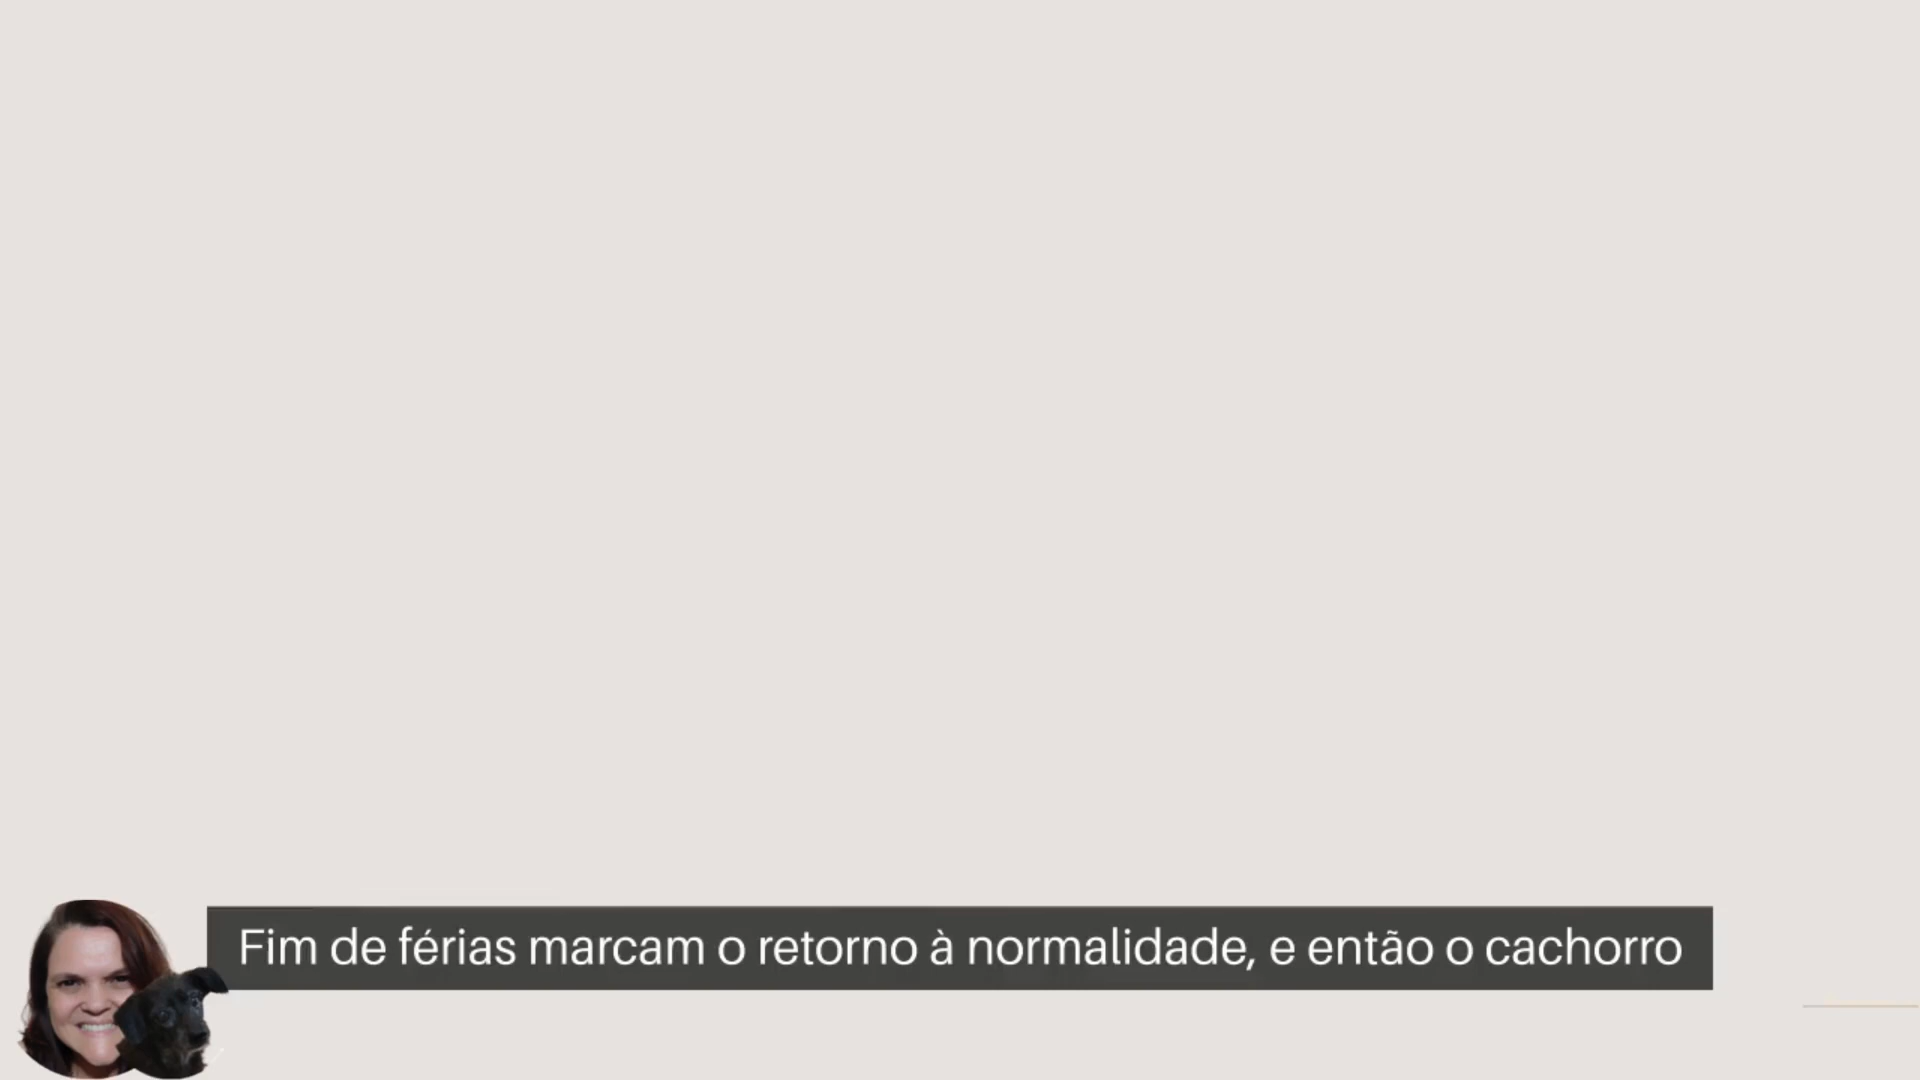 Fim de férias marcam o retorno à normalidade, e então o cachorro